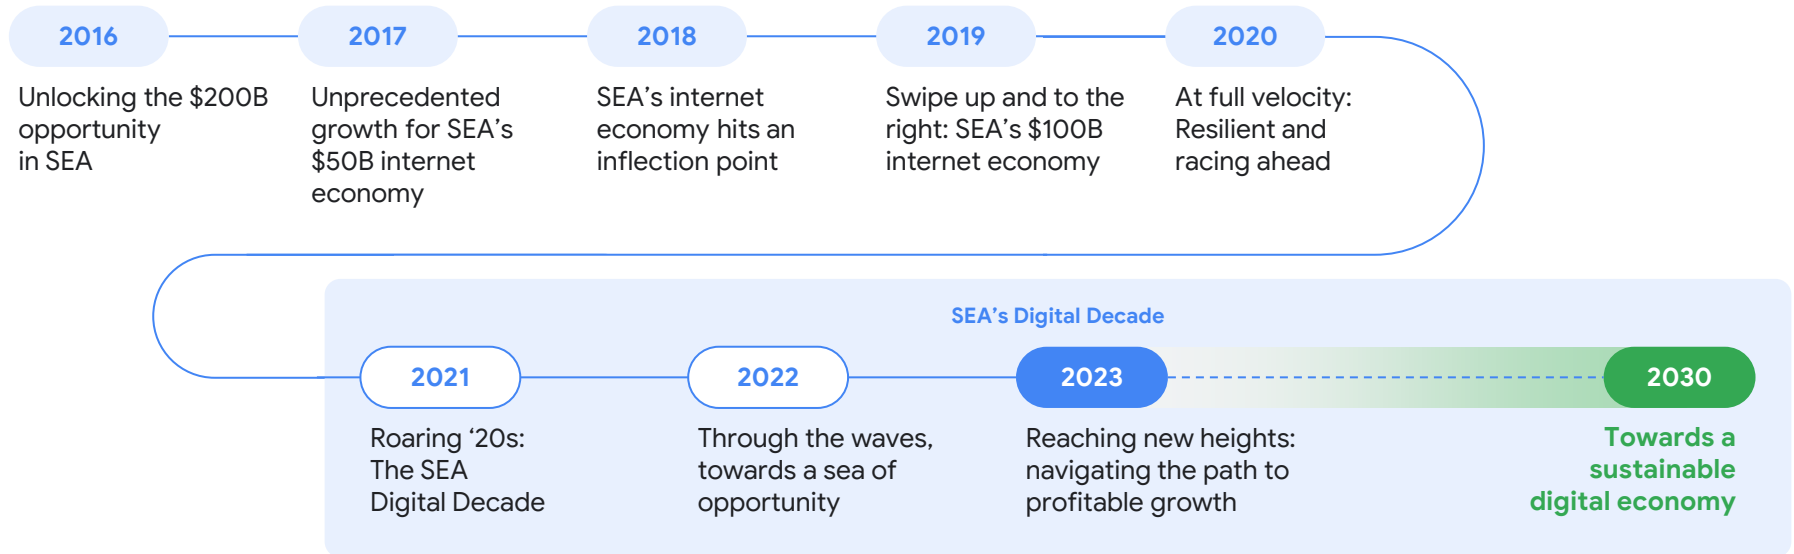 2016
Unlocking the $200B
opportunity
in SEA
2017
Unprecedented
growth for SEA's
$50B internet
economy
2018
SEA's internet
economy hits an
inflection point
2019
Swipe up and to the
right: SEA's $100B
internet economy
2020
At full velocity:
Resilient and
racing ahead
SEA's Digital Decade
2021
Roaring ‘20s:
The SEA
Digital Decade
2022
Through the waves,
towards a sea of
opportunity
2023
Reaching new heights:
navigating the path to
profitable growth
2030
Towards a
sustainable
digital economy